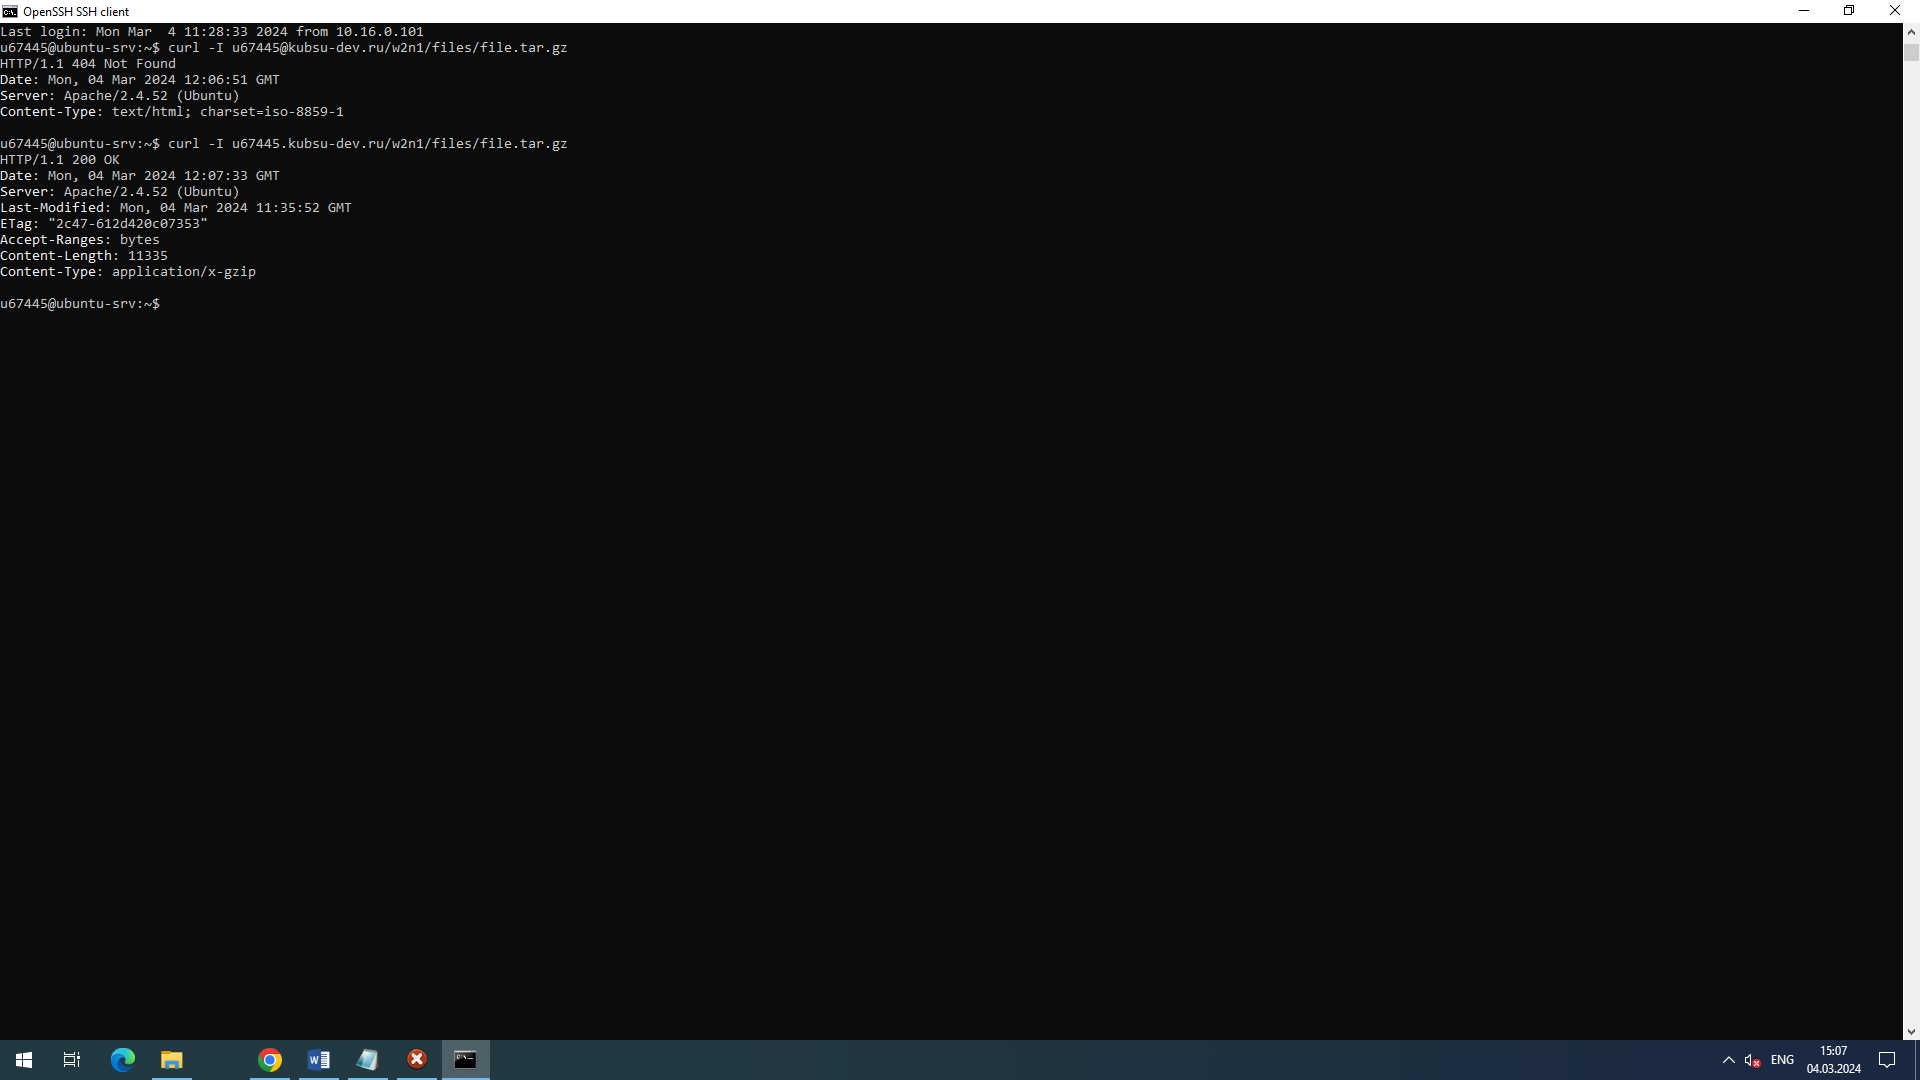 OpenSSH SSH client
Last login: Mon Mar  4 11:28:33 2024 from 10.16.0.101
u67445@ubuntu-srv:~$ curl -I u67445@kubsu-dev.ru/w2n1/files/file.tar.gz
HTTP/1.1 404 Not Found
Date: Mon, 04 Mar 2024 12:06:51 GMT
Server: Apache/2.4.52 (Ubuntu)
Content-Type: text/html; charset=iso-8859-1

u67445@ubuntu-srv:~$ curl -I u67445.kubsu-dev.ru/w2n1/files/file.tar.gz
HTTP/1.1 200 OK
Date: Mon, 04 Mar 2024 12:07:33 GMT
Server: Apache/2.4.52 (Ubuntu)
Last-Modified: Mon, 04 Mar 2024 11:35:52 GMT
ETag: "2c47-612d420c07353"
Accept-Ranges: bytes
Content-Length: 11335
Content-Type: application/x-gzip

u67445@ubuntu-srv:~$
ENG
15:07
04.03.2024